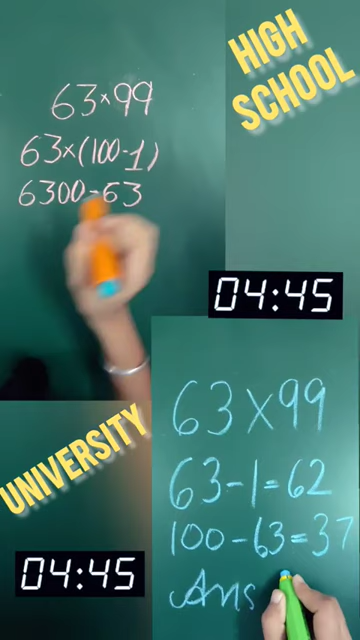 HIGH
SCHOOL
63×99
63×(100-1)
6300-63
04:45
UNIVERSITY
04:45
63×99
63-1=62
100-63=37
Ans